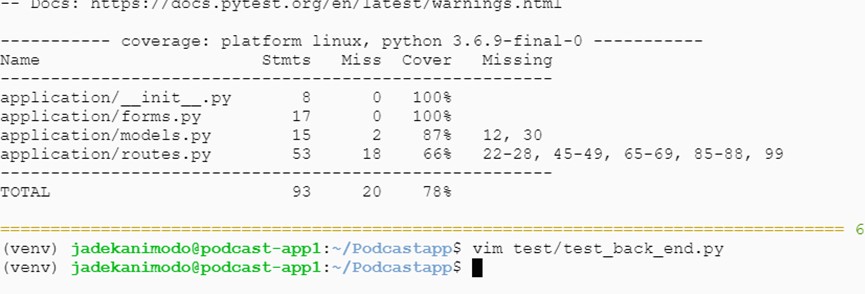 -- Docs: https://docs.pytest.org/en/latest/warnings.html
----------- coverage: platform linux, python 3.6.9-final-0 -----------
Name                         Stmts   Miss  Cover   Missing
----------------------------------------------------------
application/__init__.py          8      0   100%
application/forms.py            17      0   100%
application/models.py           15      2    87%   12, 30
application/routes.py           53     18    66%   22-28, 45-49, 65-69, 85-88, 99
----------------------------------------------------------
TOTAL                           93     20    78%
==================================================================================== 6
(venv) jadekanimodo@podcast-app1:~/Podcastapp$ vim test/test_back_end.py
(venv) jadekanimodo@podcast-app1:~/Podcastapp$